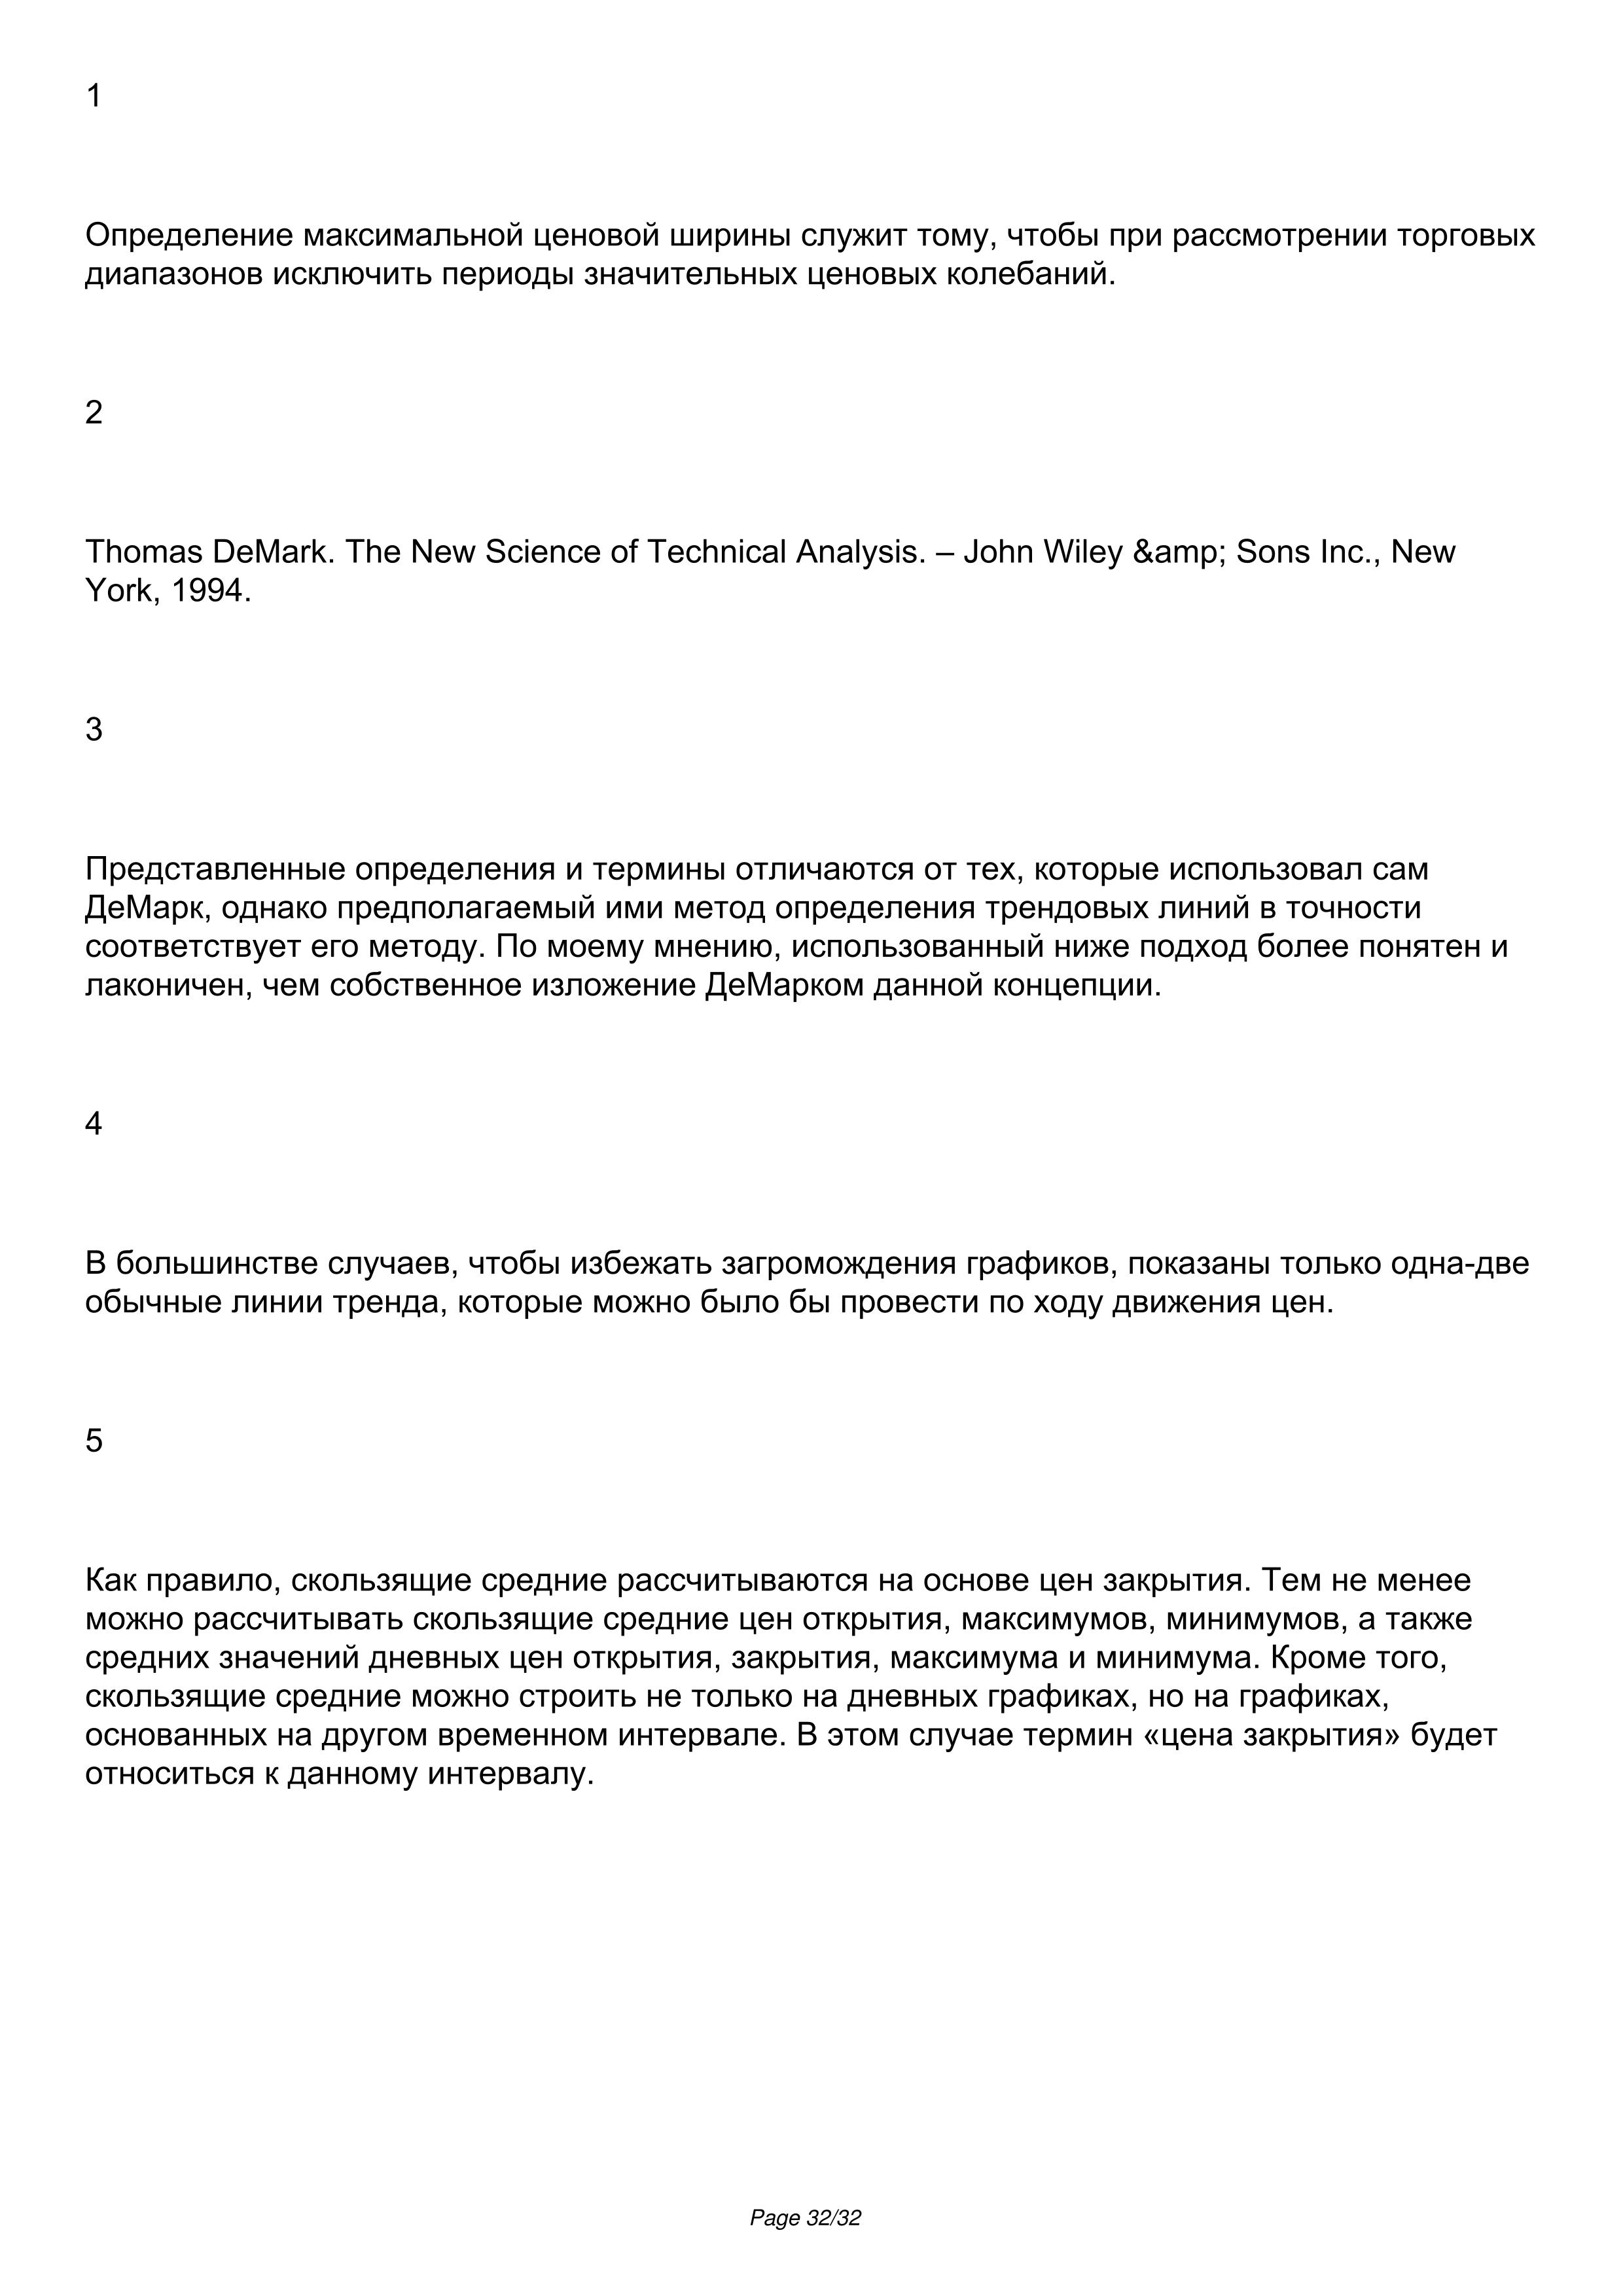 1
Определение максимальной ценовой ширины служит тому, чтобы при рассмотрении торговых
диапазонов исключить периоды значительных ценовых колебаний.
2
Thomas DeMark. The New Science of Technical Analysis. – John Wiley &amp; Sons Inc., New
York, 1994.
3
Представленные определения и термины отличаются от тех, которые использовал сам
ДеМарк, однако предполагаемый ими метод определения трендовых линий в точности
соответствует его методу. По моему мнению, использованный ниже подход более понятен и
лаконичен, чем собственное изложение ДеМарком данной концепции.
4
В большинстве случаев, чтобы избежать загромождения графиков, показаны только одна-две
обычные линии тренда, которые можно было бы провести по ходу движения цен.
5
Как правило, скользящие средние рассчитываются на основе цен закрытия. Тем не менее
можно рассчитывать скользящие средние цен открытия, максимумов, минимумов, а также
средних значений дневных цен открытия, закрытия, максимума и минимума. Кроме того,
скользящие средние можно строить не только на дневных графиках, но на графиках,
основанных на другом временном интервале. В этом случае термин «цена закрытия» будет
относиться к данному интервалу.
Page 32/32